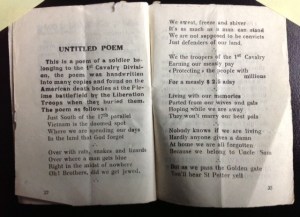 UNTITLED POEM
This is a poem of a soldier be-
longing to the 1st Cavalry Divis-
ion, the poem was handwritten
into many copies and found on the
American death bodies at the Pla-
ime battlefield by the Liberation
Troops when they buried them.
The poem as follows:
Just South of the 17th parallel
Vietnam is the damned spot
Where we are spending our days
In the land that God forgot
Over with rats, snakes and lizards
Over where a man gets blue
Right in the midst of nowhere
Oh! Brothers, did we get jewed.
We sweat, freeze and shiver
It's as much as a man can stand
We are not supposed to be convicts
Just defenders of our land.
We the troopers of the 1st Cavalry
Earning our measly pay
Protecting the people with
millions
For a measly $ a day
Living with our memories
Parted from our wives and gals
Hoping while we are away
They won't marry our best pals
Nobody knows if we are living
Hardly anyone gives a damn
At home we are all forgotten
Because we belong to Uncle Sam
But as we pass the Golden gate
You'll hear St Petter yell